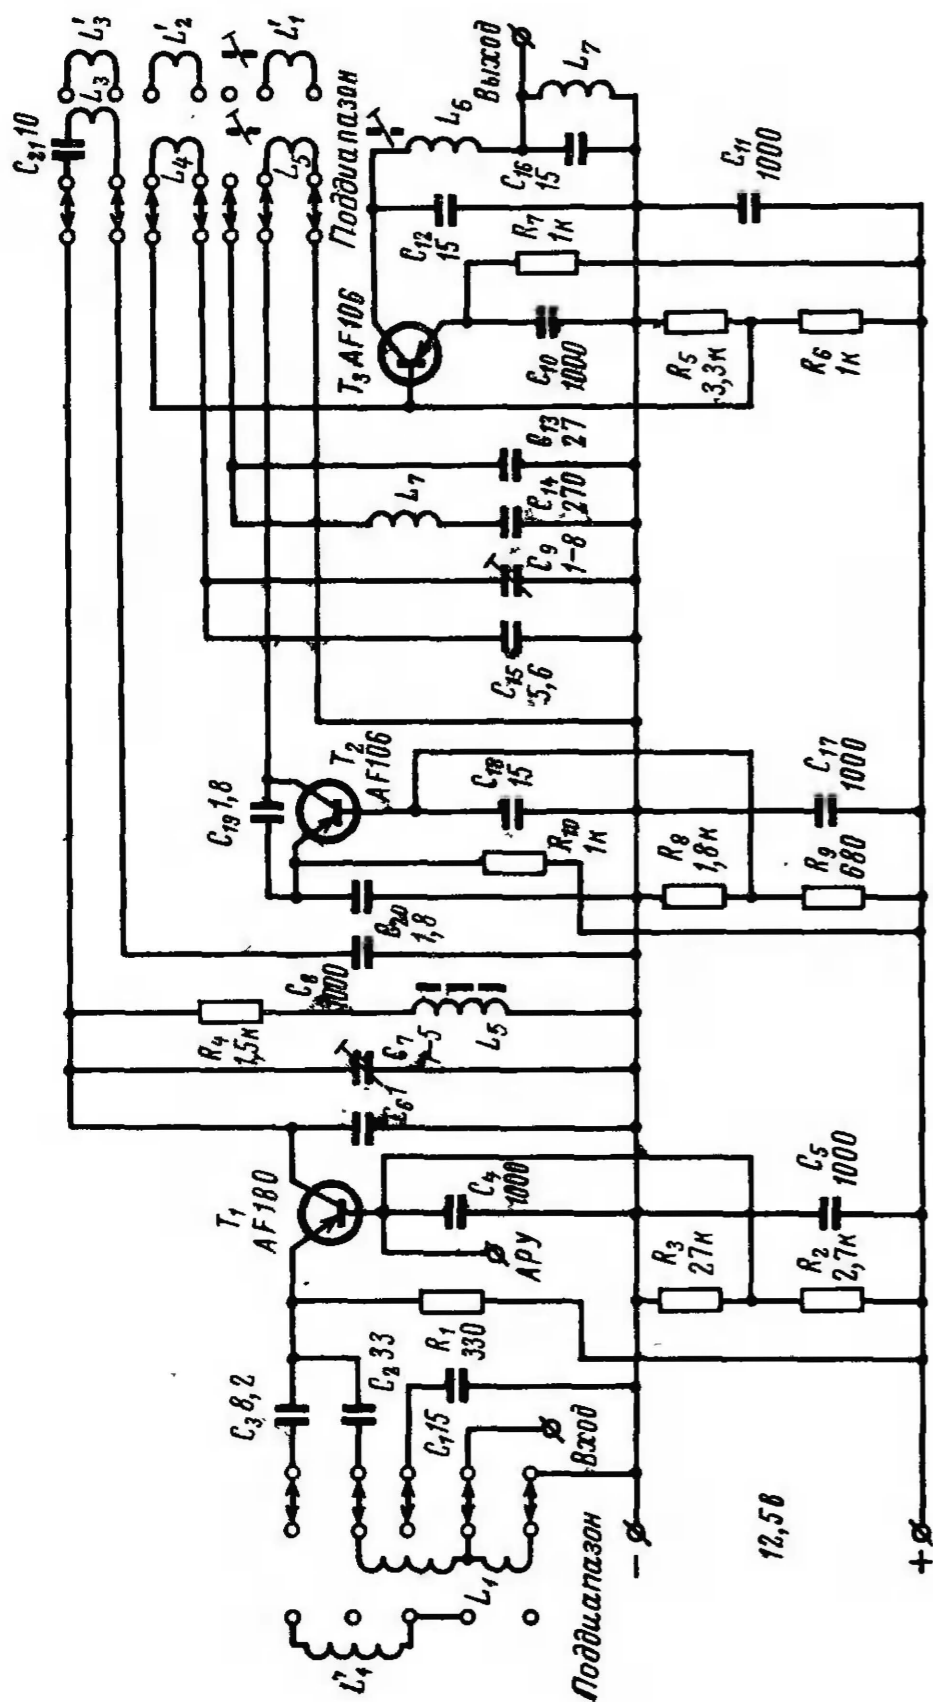 Поддиапазон
L'₄
L₁
Вход
C₃ 8,2
C₂ 33
C₁ 15
R₁
330
T₁
AF180
АРУ
C₄
1000
R₃
27к
R₂
2,7к
C₅
1000
12,5В
−
+
C₆ 1
C₇
1-5
R₄
1,5к
C₈
1000
L₅
C₂₀
1,8
C₁₉ 1,8
T₂
AF106
R₁₀
1к
C₁₈
15
R₈
1,8к
R₉
680
C₁₇
1000
C₁₅
5,6
C₉
1-8
L₇
C₁₄
270
C₁₃
27
T₃ AF106
C₁₀
1000
R₅
3,3к
R₆
1к
R₇
1к
C₁₂
15
C₁₆
15
L₆
L₇
Выход
C₁₁
1000
Поддиапазон
C₂₁ 10
L₃
L'₃
L₄
L'₂
L₅
L'₁